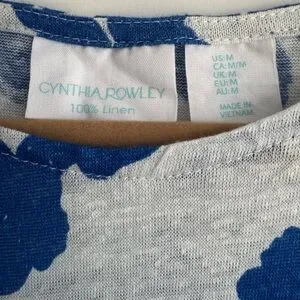 CYNTHIA ROWLEY
100% Linen
US:M
CA: M/M
UK:M
EU:M
AU:M
MADE IN
VIETNAM